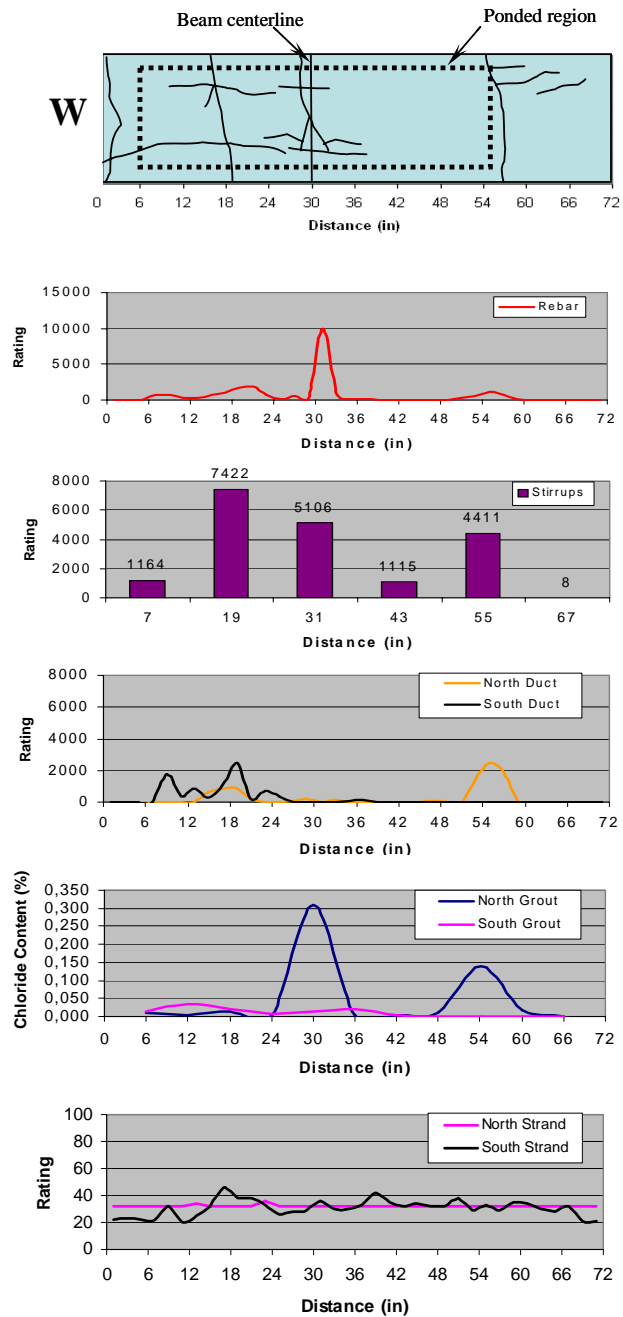 Beam centerline Ponded region
W
0 6 12 18 24 30 36 42 48 54 60 66 72
Distance (in)
15000
10000
5000
0
Rating
Rebar
0 6 12 18 24 30 36 42 48 54 60 66 72
Distance (in)
8000
6000
4000
2000
0
Rating
Stirrups
1164 7422 5106 1115 4411 8
7 19 31 43 55 67
Distance (in)
8000
6000
4000
2000
0
Rating
North Duct
South Duct
0 6 12 18 24 30 36 42 48 54 60 66 72
Distance (in)
0,350
0,300
0,250
0,200
0,150
0,100
0,050
0,000
Chloride Content (%)
North Grout
South Grout
0 6 12 18 24 30 36 42 48 54 60 66 72
Distance (in)
100
80
60
40
20
0
Rating
North Strand
South Strand
0 6 12 18 24 30 36 42 48 54 60 66 72
Distance (in)